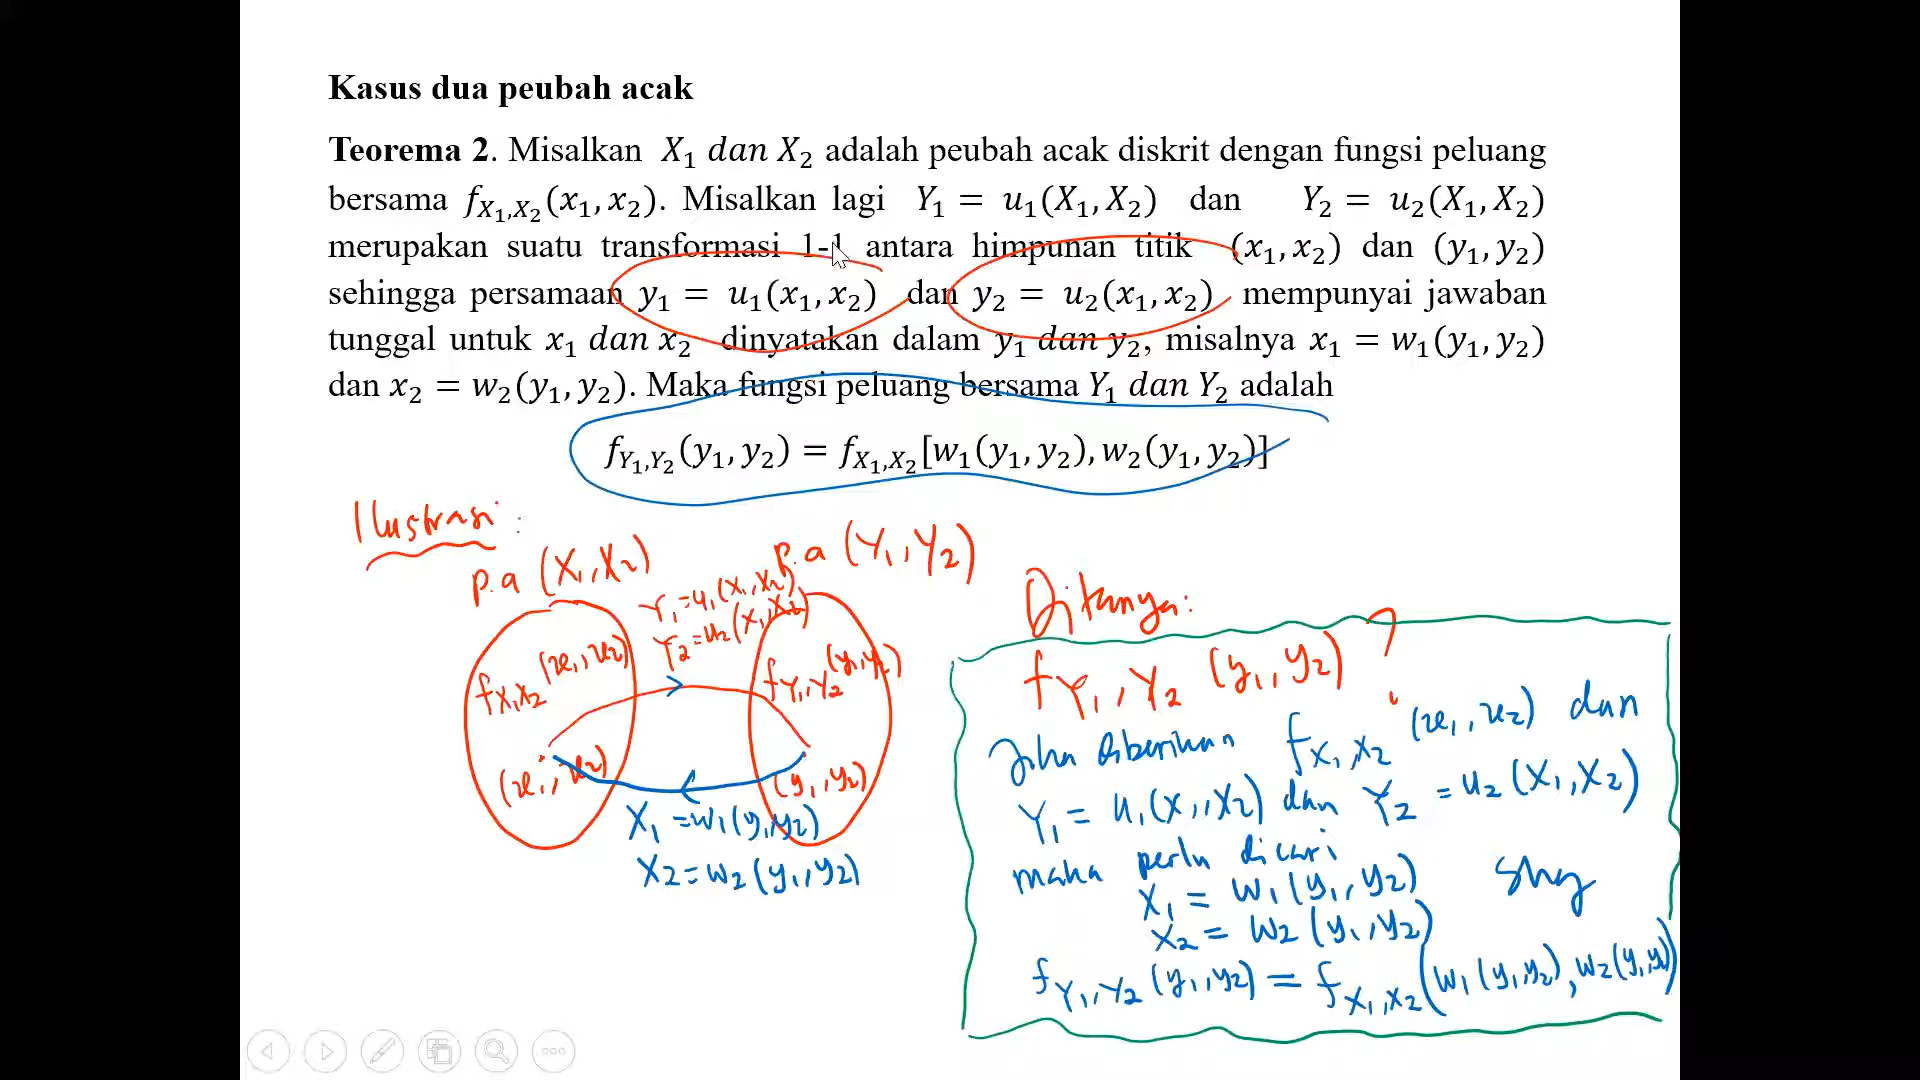 Kasus dua peubah acak
Teorema 2. Misalkan X₁ dan X₂ adalah peubah acak diskrit dengan fungsi peluang
bersama f_{X₁,X₂}(x₁,x₂). Misalkan lagi Y₁ = u₁(X₁,X₂) dan Y₂ = u₂(X₁,X₂)
merupakan suatu transformasi 1-1 antara himpunan titik (x₁,x₂) dan (y₁,y₂)
sehingga persamaan y₁ = u₁(x₁,x₂) dan y₂ = u₂(x₁,x₂) mempunyai jawaban
tunggal untuk x₁ dan x₂ dinyatakan dalam y₁ dan y₂, misalnya x₁ = w₁(y₁,y₂)
dan x₂ = w₂(y₁,y₂). Maka fungsi peluang bersama Y₁ dan Y₂ adalah
f_{Y₁,Y₂}(y₁,y₂) = f_{X₁,X₂}[w₁(y₁,y₂),w₂(y₁,y₂)]
Ilustrasi :
p.a (X₁,X₂)
p.a (Y₁,Y₂)
Y₁=u₁(X₁,X₂)
Y₂=u₂(X₁,X₂)
f_{X₁X₂}(x₁,x₂)
f_{Y₁,Y₂}(y₁,y₂)
(x₁,x₂)
(y₁,y₂)
X₁=w₁(y₁,y₂)
X₂=w₂(y₁,y₂)
Ditanya:
f_{Y₁,Y₂}(y₁,y₂) ?
Jika diberikan f_{X₁,X₂}(x₁,x₂) dan
Y₁ = u₁(X₁,X₂) dan Y₂ = u₂(X₁,X₂)
maka perlu dicari
X₁ = w₁(y₁,y₂) shg
X₂ = w₂(y₁,y₂)
f_{Y₁,Y₂}(y₁,y₂) = f_{X₁,X₂}(w₁(y₁,y₂),w₂(y₁,y₂))